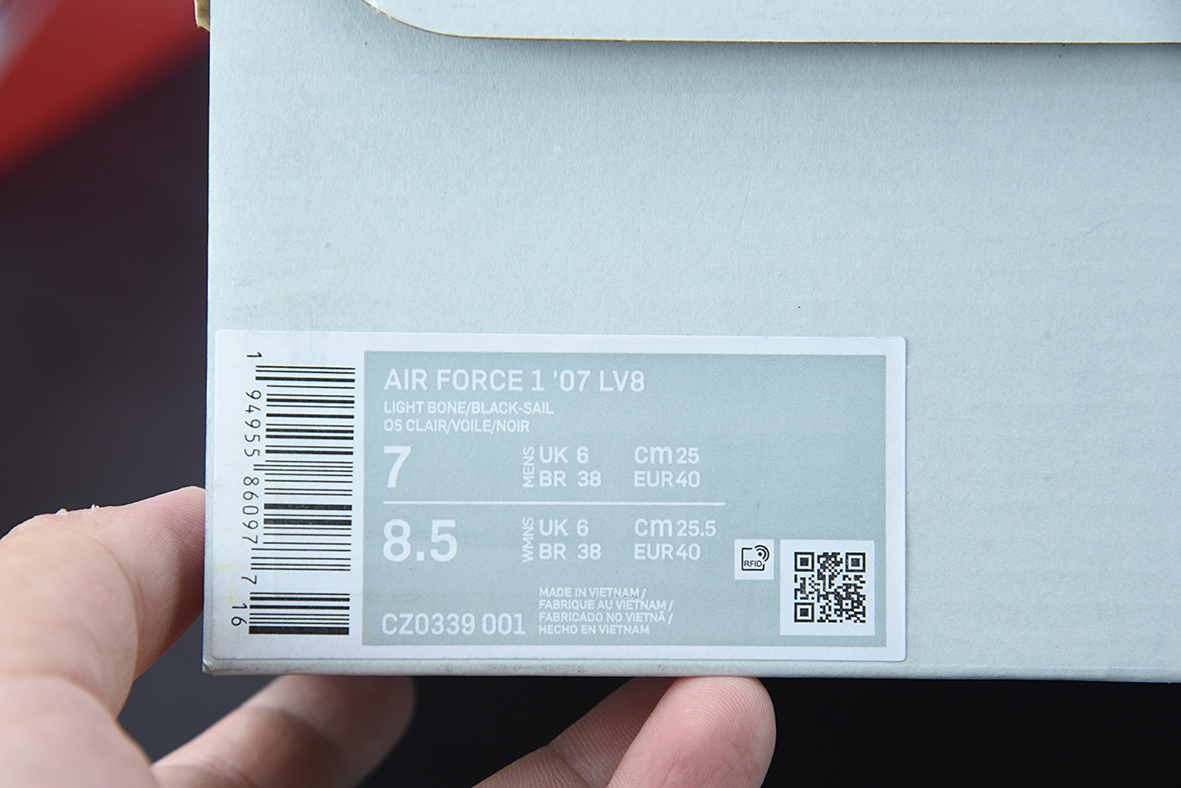 AIR FORCE 1 '07 LV8
LIGHT BONE/BLACK-SAIL
OS CLAIR/VOILE/NOIR
7 MENS UK 6 cm 25
BR 38 EUR 40
8.5 WMNS UK 6 cm 25.5
BR 38 EUR 40
RFID
CZ0339 001
MADE IN VIETNAM /
FABRIQUE AU VIETNAM /
FABRICADO NO VIETNÃ /
HECHO EN VIETNAM
1 94955 86097 7 16